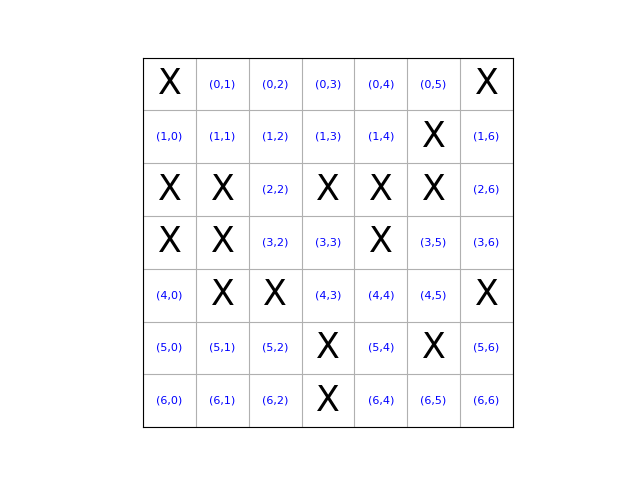 X (0,1) (0,2) (0,3) (0,4) (0,5) X
(1,0) (1,1) (1,2) (1,3) (1,4) X (1,6)
X X (2,2) X X X (2,6)
X X (3,2) (3,3) X (3,5) (3,6)
(4,0) X X (4,3) (4,4) (4,5) X
(5,0) (5,1) (5,2) X (5,4) X (5,6)
(6,0) (6,1) (6,2) X (6,4) (6,5) (6,6)